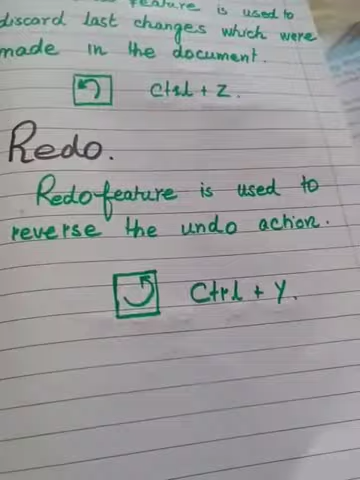 feature is used to
discard last changes which were
made in the document.
Ctrl + Z.
Redo.
Redo feature is used to
reverse the undo action.
Ctrl + Y.